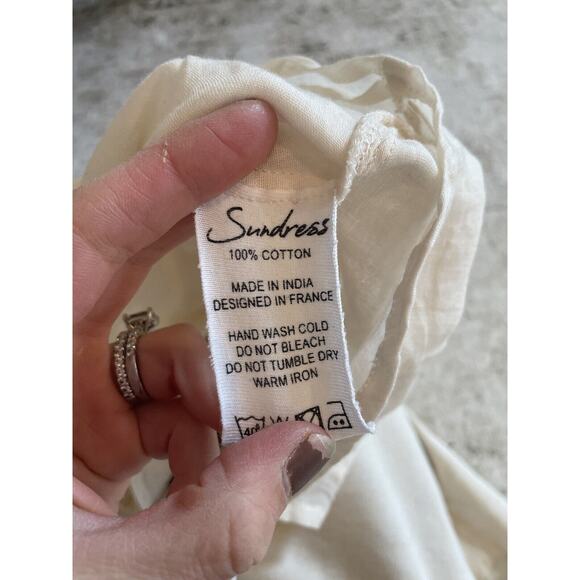 Sundress
100% COTTON
MADE IN INDIA
DESIGNED IN FRANCE
HAND WASH COLD
DO NOT BLEACH
DO NOT TUMBLE DRY
WARM IRON
40°